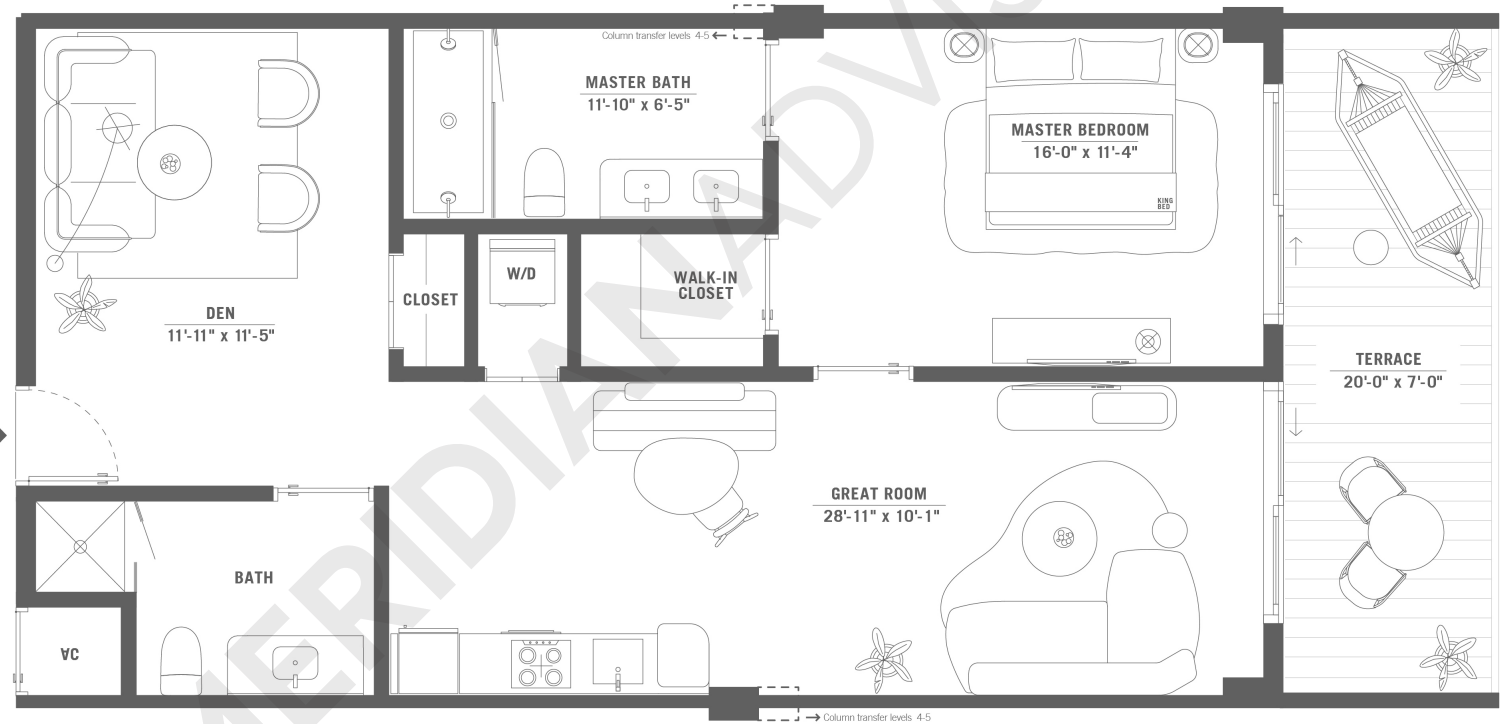 Column transfer levels 4-5
MASTER BATH
11'-10" x 6'-5"
MASTER BEDROOM
16'-0" x 11'-4"
KING
BED
W/D
CLOSET
WALK-IN
CLOSET
DEN
11'-11" x 11'-5"
TERRACE
20'-0" x 7'-0"
GREAT ROOM
28'-11" x 10'-1"
BATH
AC
Column transfer levels 4-5
MERIDIANADVIS